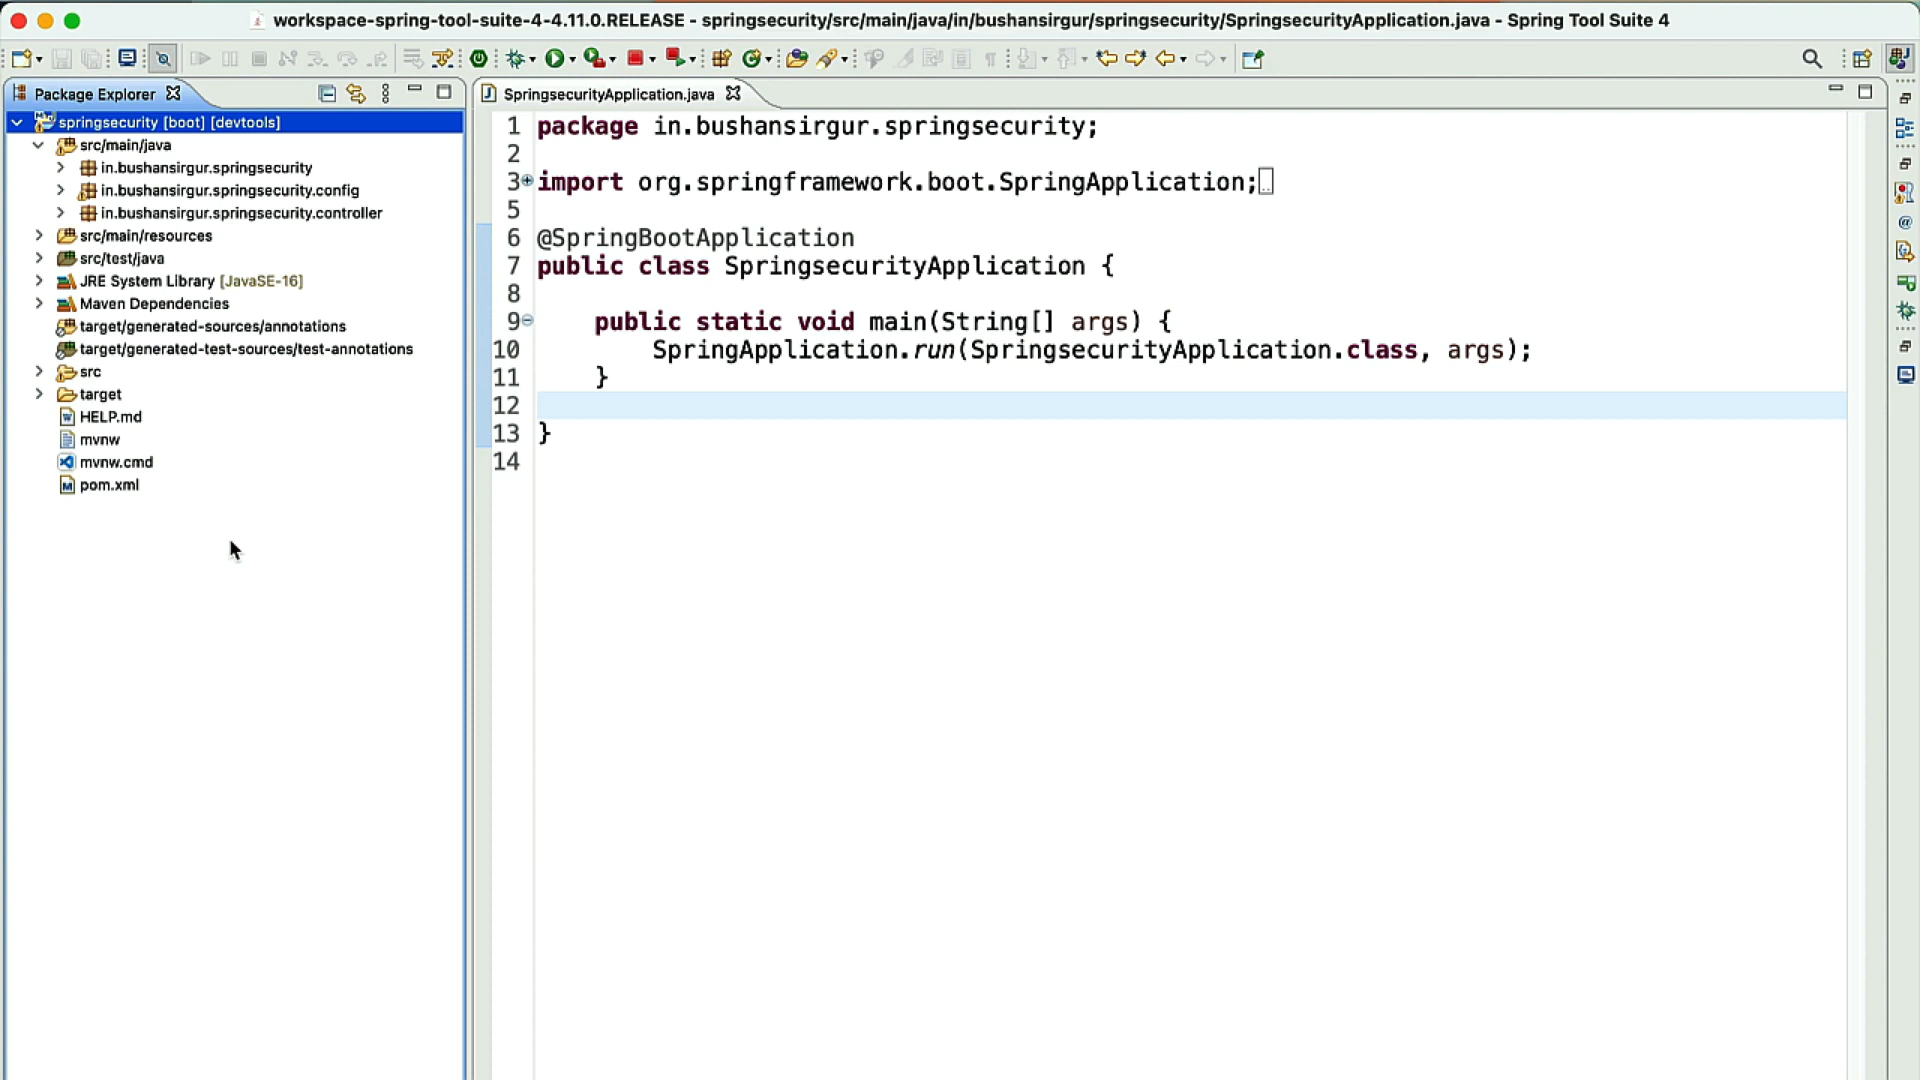 workspace-spring-tool-suite-4-4.11.0.RELEASE - springsecurity/src/main/java/in/bushansirgur/springsecurity/SpringsecurityApplication.java - Spring Tool Suite 4
Package Explorer
springsecurity [boot] [devtools]
src/main/java
in.bushansirgur.springsecurity
in.bushansirgur.springsecurity.config
in.bushansirgur.springsecurity.controller
src/main/resources
src/test/java
JRE System Library [JavaSE-16]
Maven Dependencies
target/generated-sources/annotations
target/generated-test-sources/test-annotations
src
target
HELP.md
mvnw
mvnw.cmd
pom.xml
SpringsecurityApplication.java
1 package in.bushansirgur.springsecurity;
2
3 import org.springframework.boot.SpringApplication;
5
6 @SpringBootApplication
7 public class SpringsecurityApplication {
8
9 public static void main(String[] args) {
10 SpringApplication.run(SpringsecurityApplication.class, args);
11 }
12
13 }
14